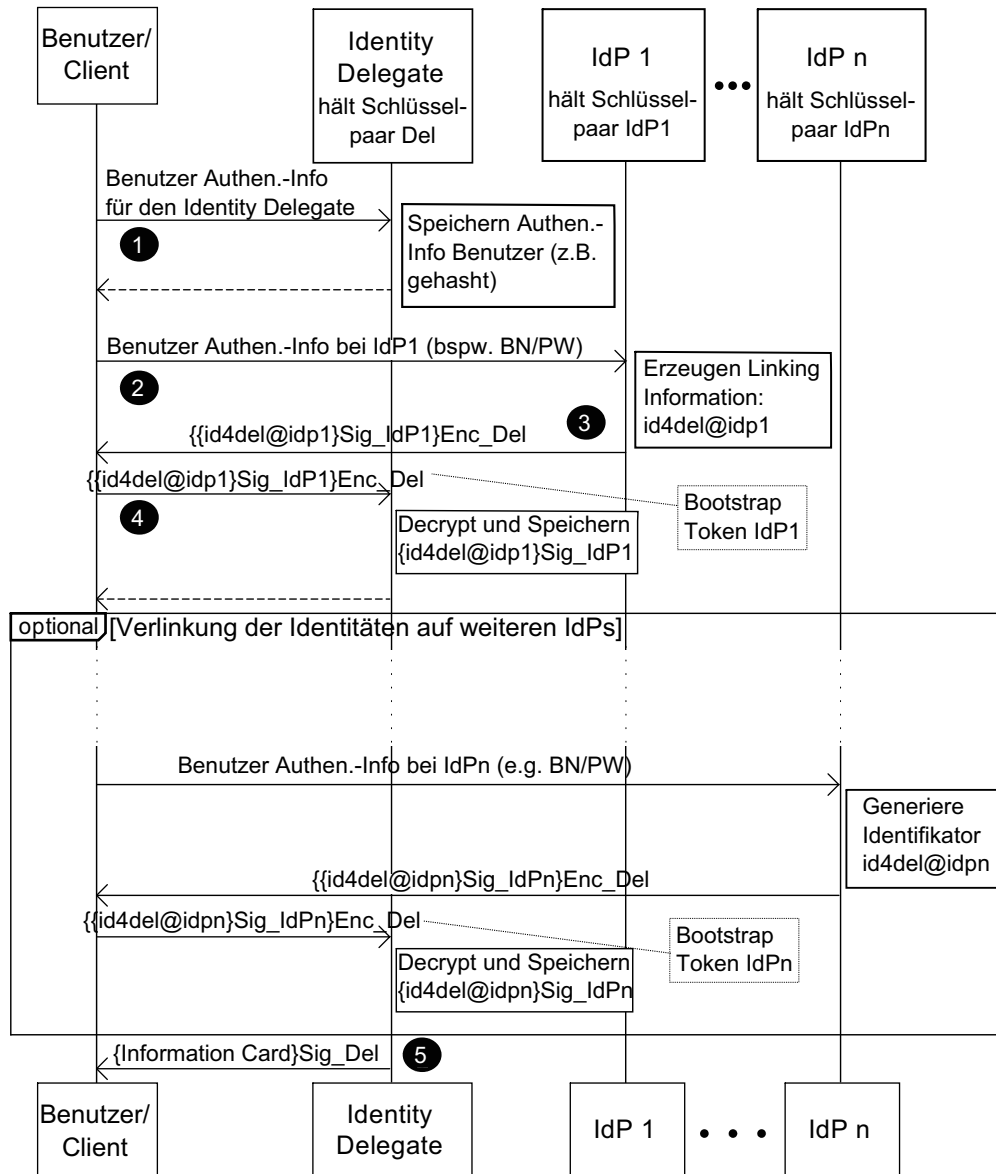 Benutzer/
Client
Identity
Delegate
hält Schlüssel-
paar Del
IdP 1
hält Schlüssel-
paar IdP1
IdP n
hält Schlüssel-
paar IdPn
Benutzer Authen.-Info
für den Identity Delegate
1
Speichern Authen.-
Info Benutzer (z.B.
gehasht)
Benutzer Authen.-Info bei IdP1 (bspw. BN/PW)
2
Erzeugen Linking
Information:
id4del@idp1
3
{{id4del@idp1}Sig_IdP1}Enc_Del
{{id4del@idp1}Sig_IdP1}Enc_Del
4
Bootstrap
Token IdP1
Decrypt und Speichern
{id4del@idp1}Sig_IdP1
optional [Verlinkung der Identitäten auf weiteren IdPs]
Benutzer Authen.-Info bei IdPn (e.g. BN/PW)
Generiere
Identifikator
id4del@idpn
{{id4del@idpn}Sig_IdPn}Enc_Del
{{id4del@idpn}Sig_IdPn}Enc_Del
Bootstrap
Token IdPn
Decrypt und Speichern
{id4del@idpn}Sig_IdPn
{Information Card}Sig_Del
5
Benutzer/
Client
Identity
Delegate
IdP 1
IdP n